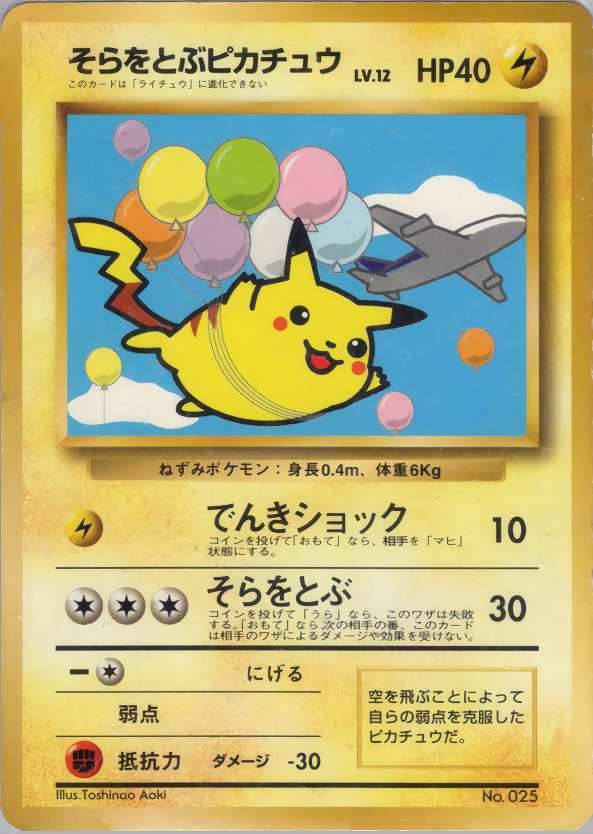 そらをとぶピカチュウ LV.12 HP40
このカードは「ライチュウ」に進化できない
ねずみポケモン：身長0.4m、体重6Kg
でんきショック 10
コインを投げて「おもて」なら、相手を「マヒ」
状態にする。
そらをとぶ 30
コインを投げて「うら」なら、このワザは失敗
する。「おもて」なら次の相手の番、このカード
は相手のワザによるダメージや効果を受けない。
ー にげる
弱点
抵抗力 ダメージ -30
空を飛ぶことによって
自らの弱点を克服した
ピカチュウだ。
Illus.Toshinao Aoki
No. 025